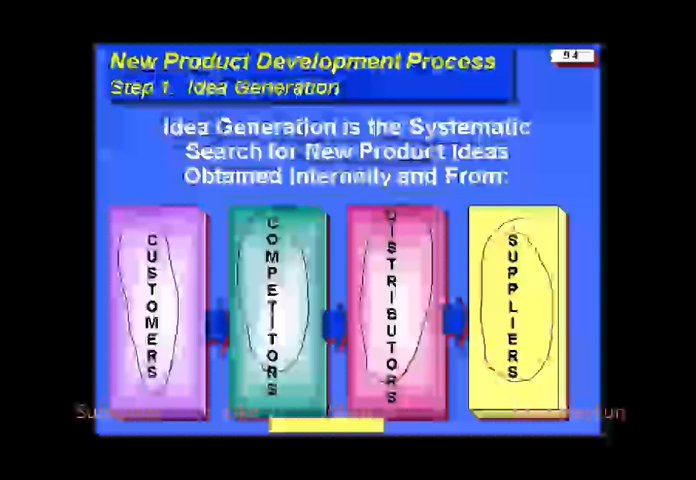 New Product Development Process
Step 1. Idea Generation
9.4
Idea Generation is the Systematic
Search for New Product Ideas
Obtained Internally and From:
CUSTOMERS
COMPETITORS
DISTRIBUTORS
SUPPLIERS